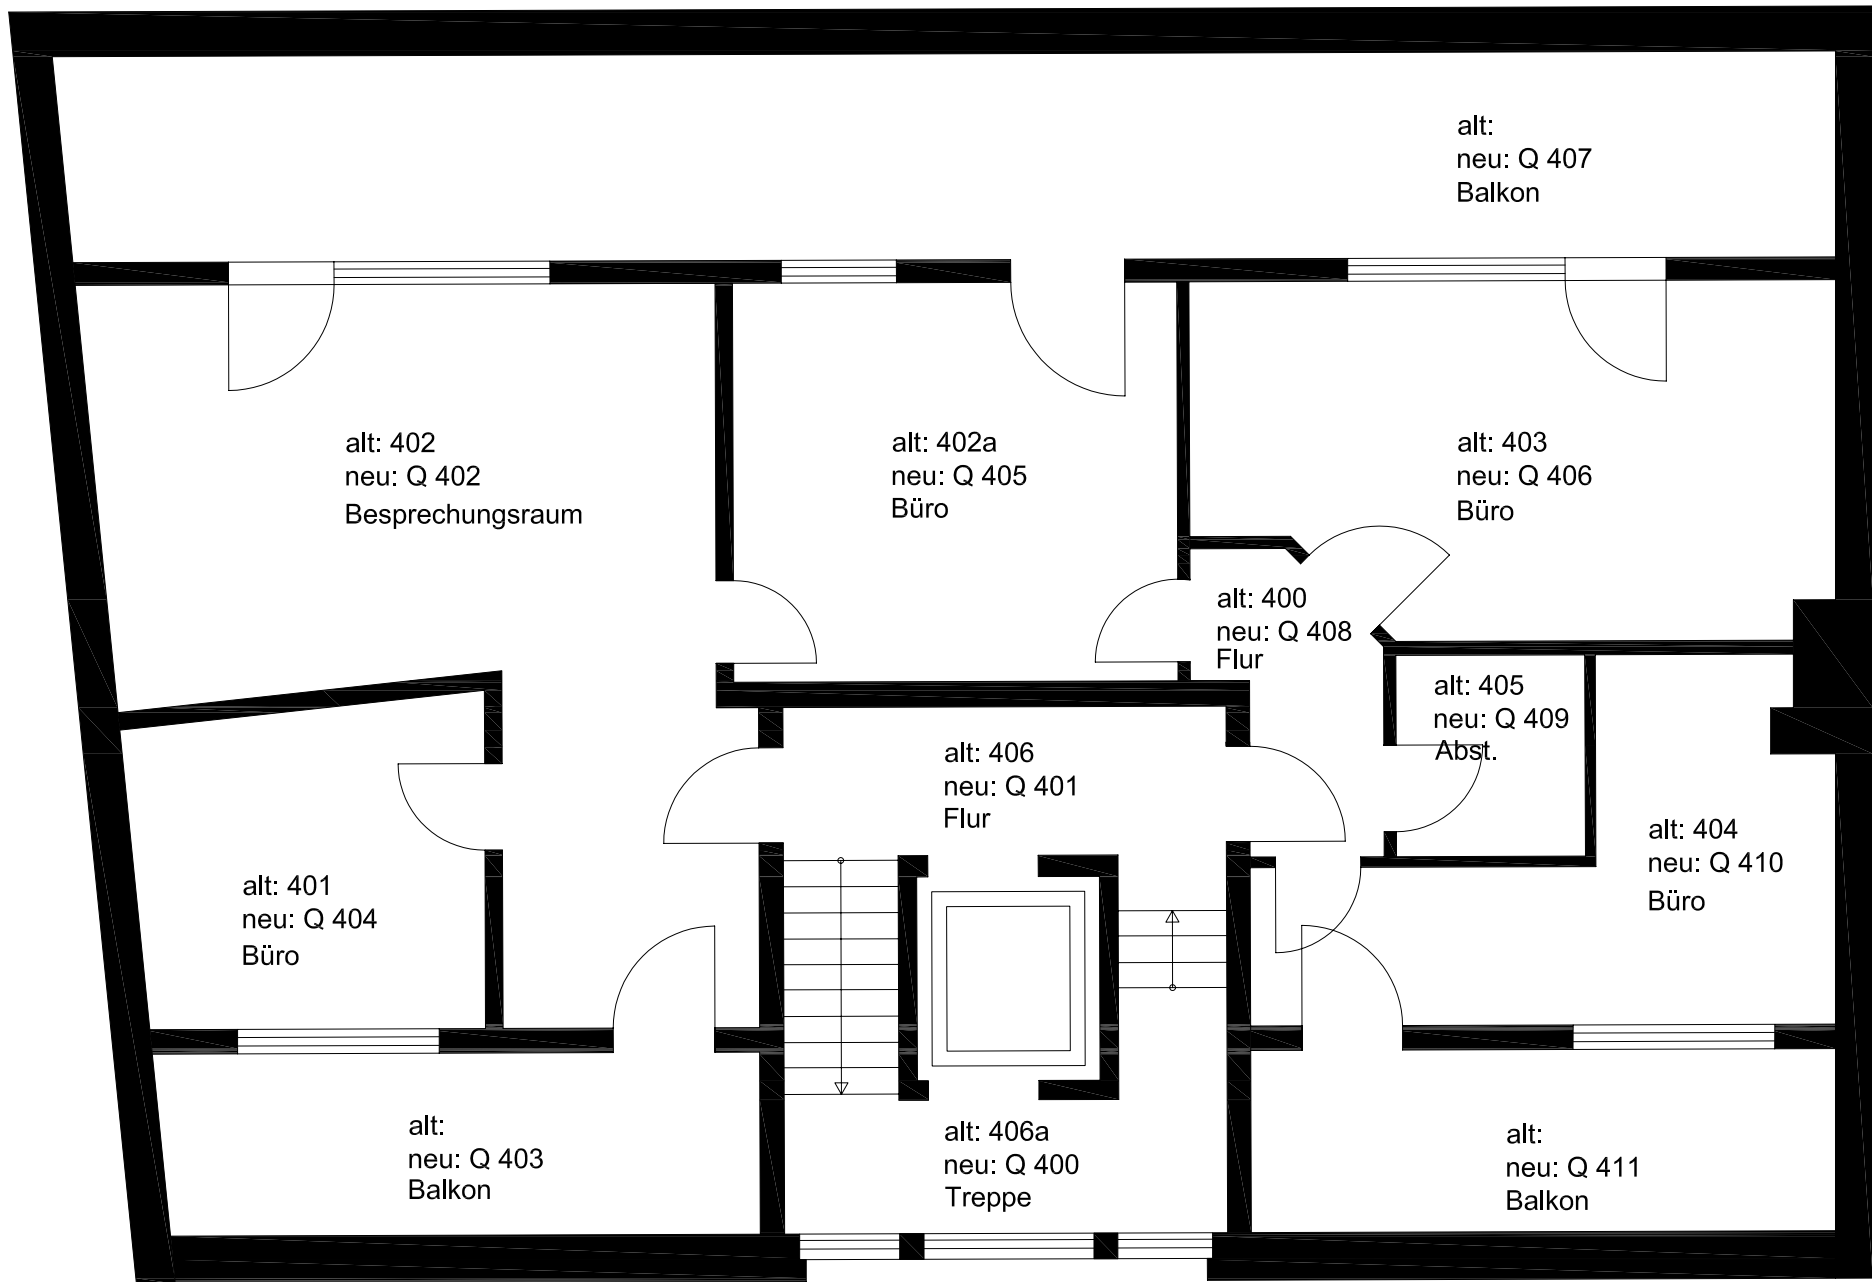 alt:
neu: Q 407
Balkon
alt: 402
neu: Q 402
Besprechungsraum
alt: 402a
neu: Q 405
Büro
alt: 403
neu: Q 406
Büro
alt: 400
neu: Q 408
Flur
alt: 405
neu: Q 409
Abst.
alt: 406
neu: Q 401
Flur
alt: 404
neu: Q 410
Büro
alt: 401
neu: Q 404
Büro
alt:
neu: Q 403
Balkon
alt: 406a
neu: Q 400
Treppe
alt:
neu: Q 411
Balkon